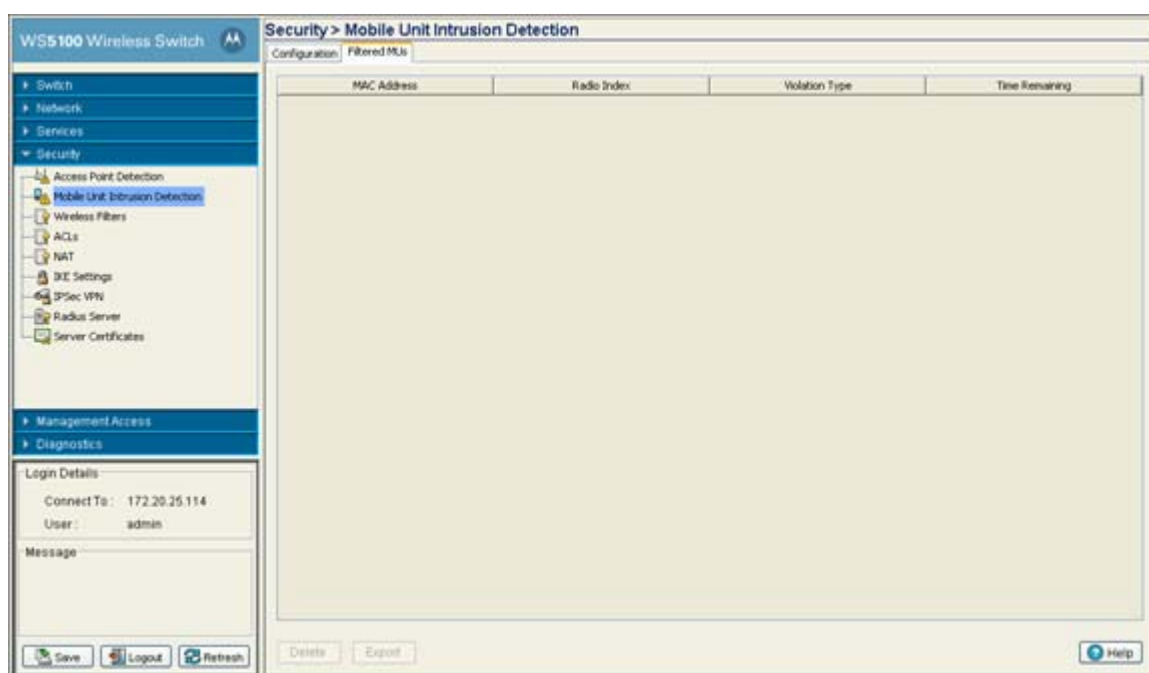 WS5100 Wireless Switch
Security > Mobile Unit Intrusion Detection
Configuration Filtered MUs
Switch
Network
Services
Security
Access Point Detection
Mobile Unit Intrusion Detection
Wireless Filters
ACLs
NAT
IKE Settings
IPSec VPN
Radius Server
Server Certificates
Management Access
Diagnostics
Login Details
Connect To : 172.20.25.114
User : admin
Message
Save Logout Refresh
MAC Address Radio Index Violation Type Time Remaining
Delete Export Help